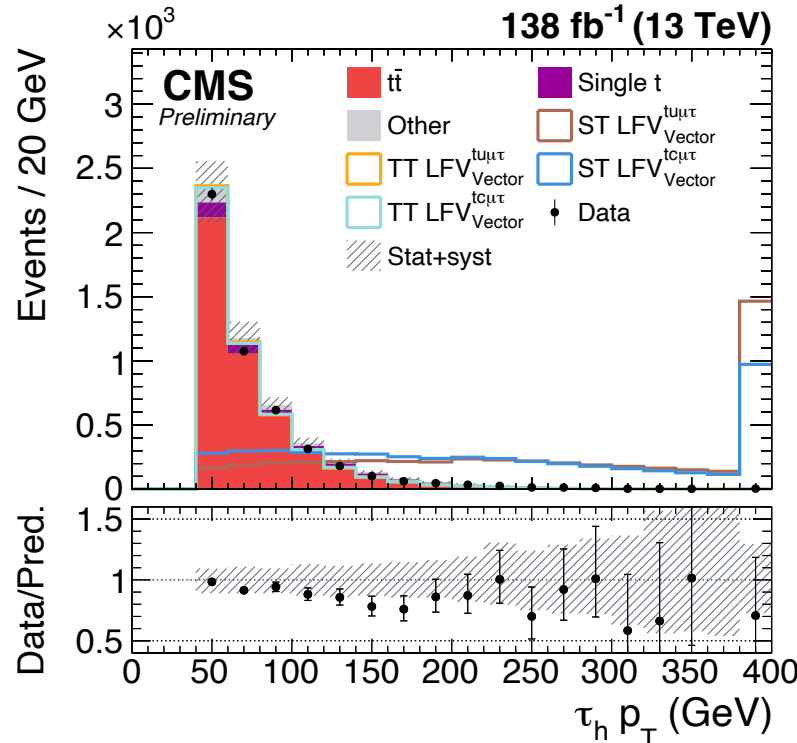 ×10³
138 fb⁻¹ (13 TeV)
CMS
Preliminary
tt̄
Single t
Other
ST LFV^{tuμτ}_{Vector}
TT LFV^{tuμτ}_{Vector}
ST LFV^{tcμτ}_{Vector}
TT LFV^{tcμτ}_{Vector}
Data
Stat+syst
Events / 20 GeV
3
2.5
2
1.5
1
0.5
0
Data/Pred.
1.5
1
0.5
0 50 100 150 200 250 300 350 400
τ_h p_T (GeV)